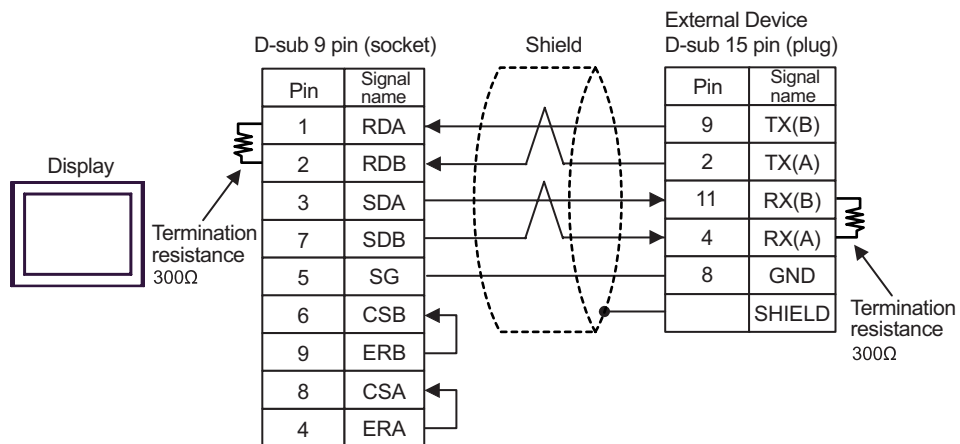 External Device
D-sub 9 pin (socket)
Shield
D-sub 15 pin (plug)
Pin
Signal name
Pin
Signal name
1 RDA
9 TX(B)
2 RDB
2 TX(A)
Display
3 SDA
11 RX(B)
7 SDB
4 RX(A)
Termination
resistance
300Ω
5 SG
8 GND
6 CSB
SHIELD
Termination
resistance
300Ω
9 ERB
8 CSA
4 ERA